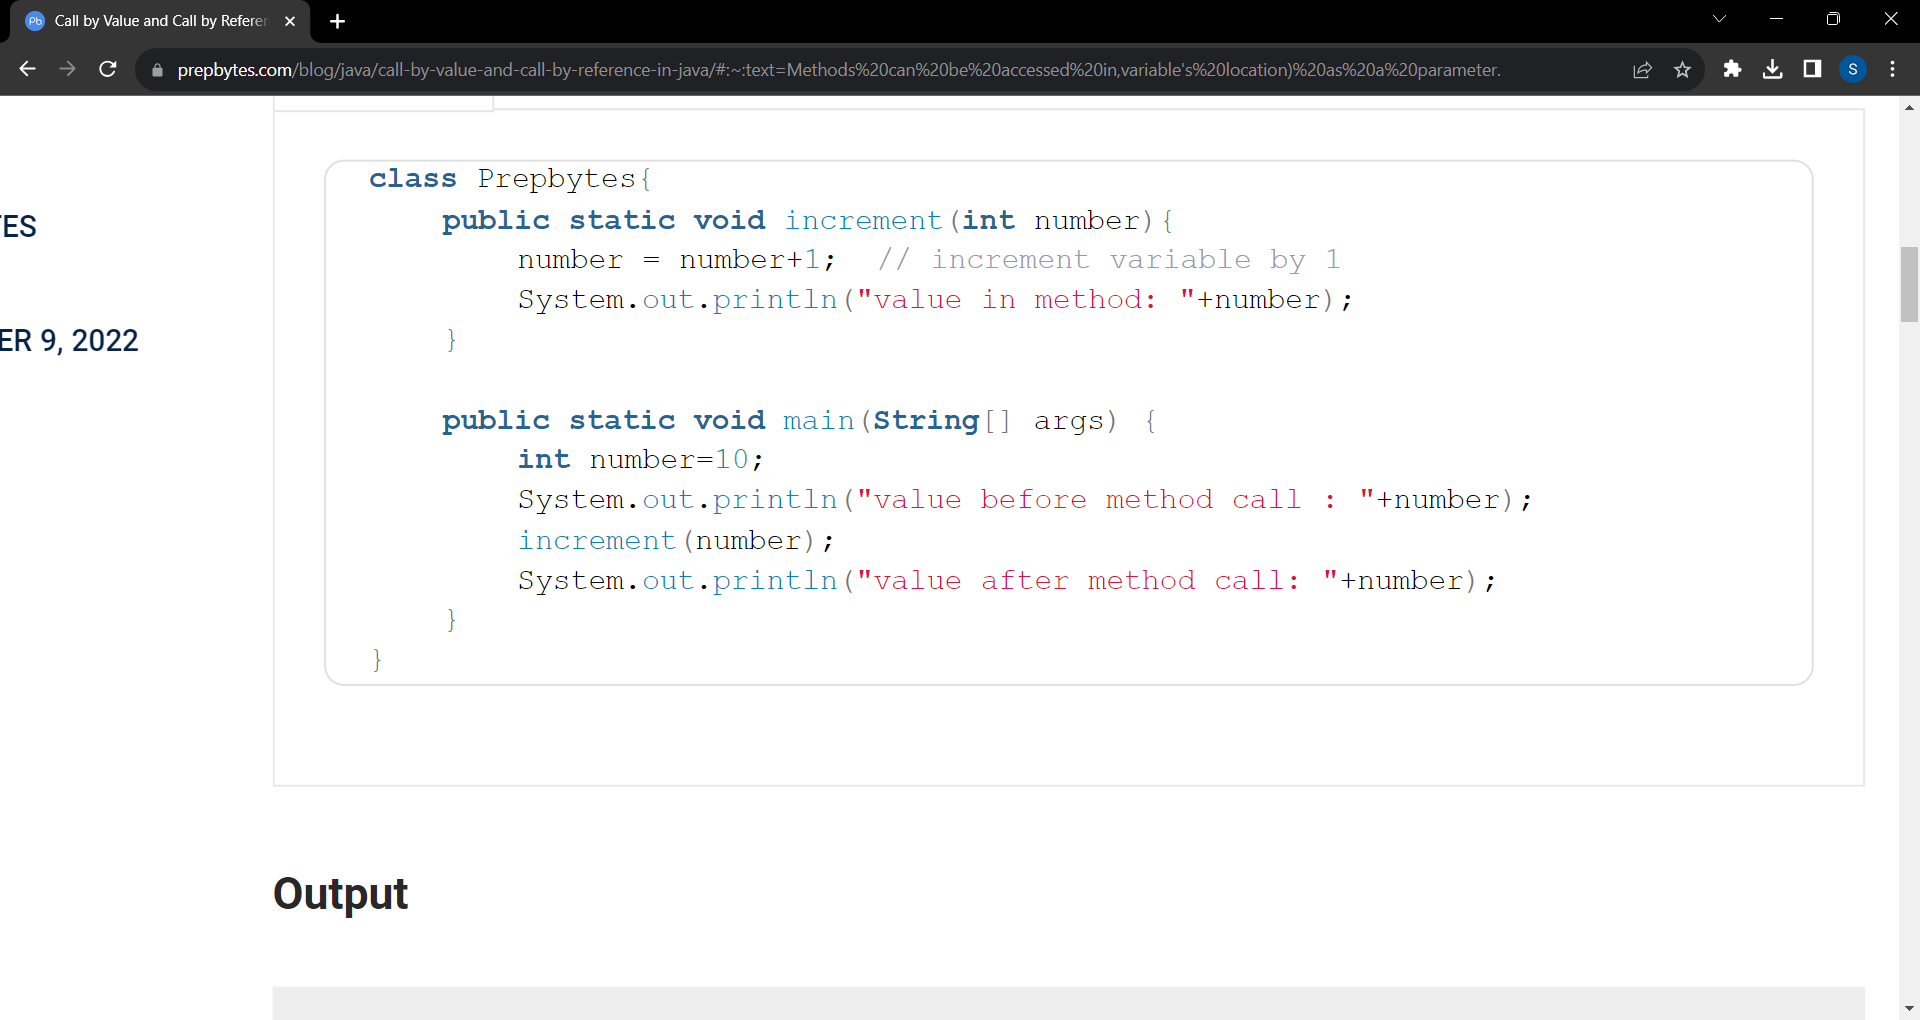 Call by Value and Call by Refere
prepbytes.com/blog/java/call-by-value-and-call-by-reference-in-java/#:~:text=Methods%20can%20be%20accessed%20in,variable's%20location)%20as%20a%20parameter.
S
ES
ER 9, 2022
class Prepbytes{
public static void increment(int number){
number = number+1; // increment variable by 1
System.out.println("value in method: "+number);
}
public static void main(String[] args) {
int number=10;
System.out.println("value before method call : "+number);
increment(number);
System.out.println("value after method call: "+number);
}
}
Output